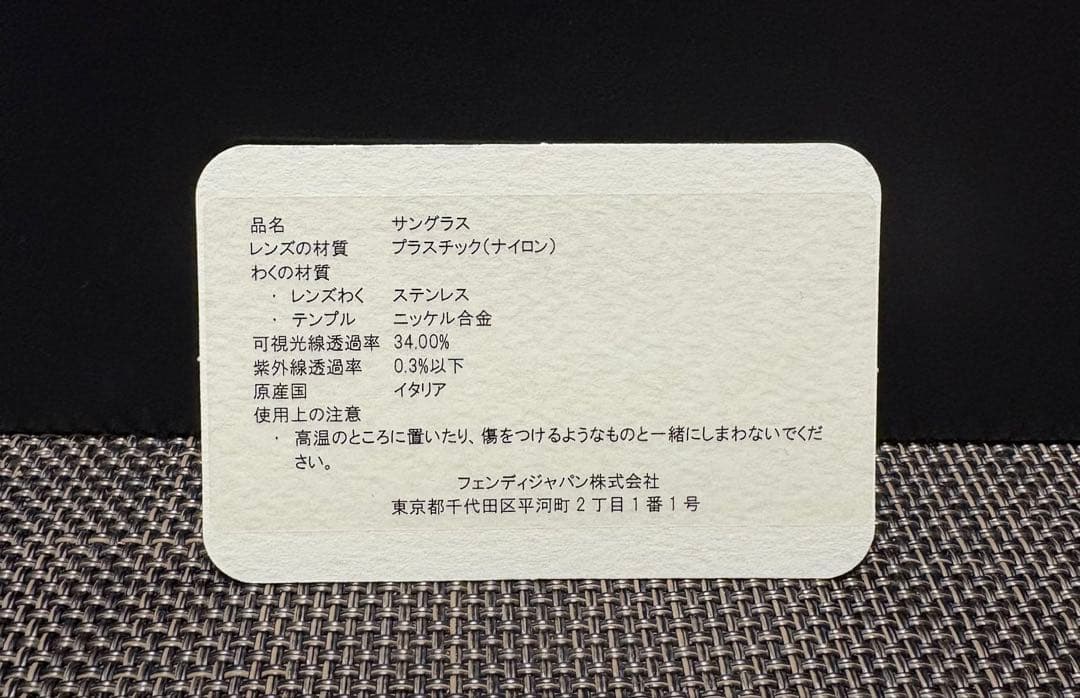 品名 サングラス
レンズの材質 プラスチック(ナイロン)
わくの材質
・ レンズわく ステンレス
・ テンプル ニッケル合金
可視光線透過率 34.00%
紫外線透過率 0.3%以下
原産国 イタリア
使用上の注意
・ 高温のところに置いたり、傷をつけるようなものと一緒にしまわないでくだ
さい。
フェンディジャパン株式会社
東京都千代田区平河町2丁目1番1号